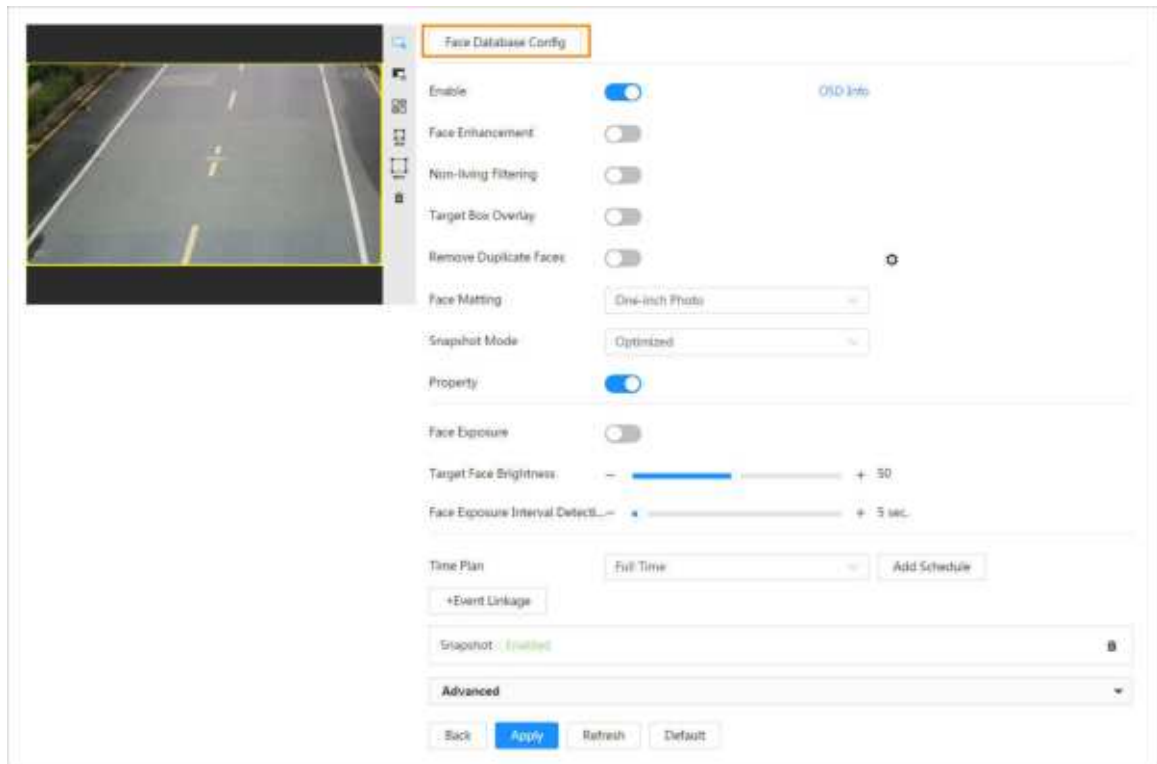 Face Database Config
Enable
OSD Info
Face Enhancement
Non-living Filtering
Target Box Overlay
Remove Duplicate Faces
Face Matting
One-inch Photo
Snapshot Mode
Optimized
Property
Face Exposure
Target Face Brightness
− + 50
Face Exposure Interval Detecti...
− + 5 sec.
Time Plan
Full Time
Add Schedule
+Event Linkage
Snapshot Enabled
Advanced
Back Apply Refresh Default